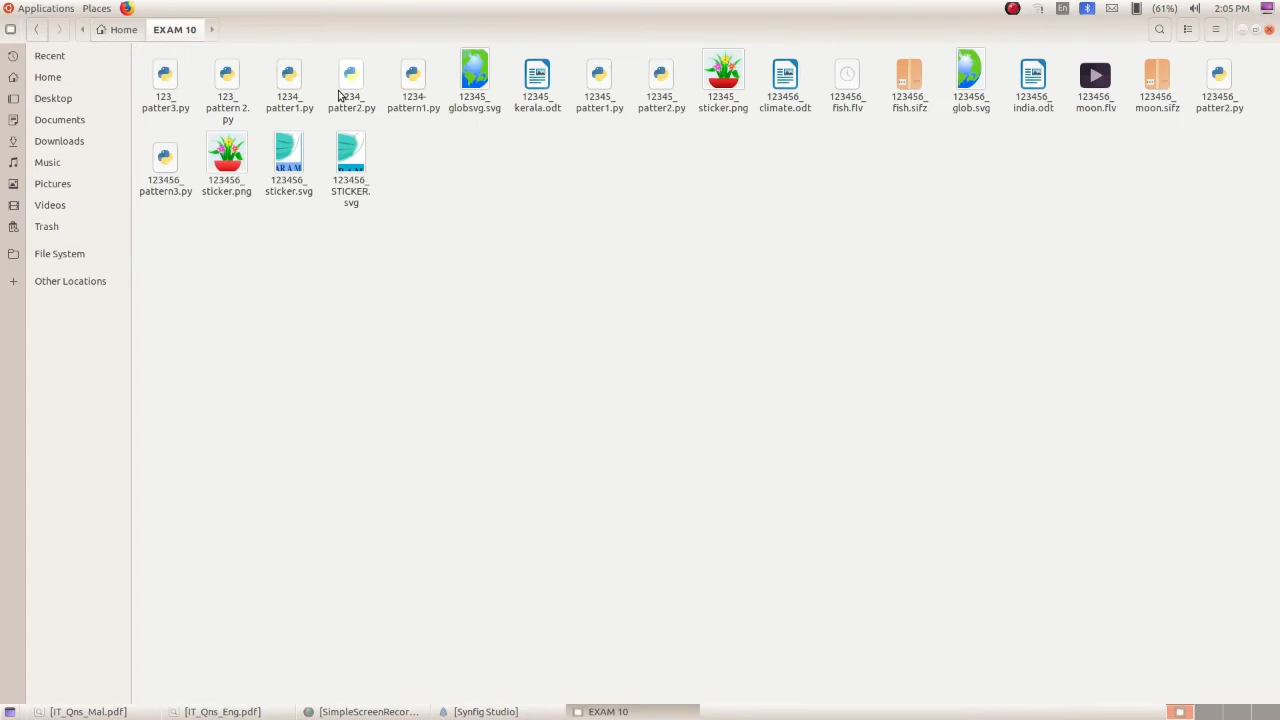 Applications Places En (61%) 2:05 PM
Home EXAM 10
Recent
Home
Desktop
Documents
Downloads
Music
Pictures
Videos
Trash
File System
Other Locations
123_
patter3.py
123_
pattern2.
py
1234_
patter1.py
1234_
patter2.py
1234-
pattern1.py
12345_
globsvg.svg
12345_
kerala.odt
12345_
patter1.py
12345_
patter2.py
12345_
sticker.png
123456_
climate.odt
123456_
fish.flv
123456_
fish.sifz
123456_
glob.svg
123456_
india.odt
123456_
moon.flv
123456_
moon.sifz
123456_
patter2.py
123456_
pattern3.py
123456_
sticker.png
ARAM
123456_
sticker.svg
123456_
STICKER.
svg
[IT_Qns_Mal.pdf] [IT_Qns_Eng.pdf] [SimpleScreenRecor... [Synfig Studio] EXAM 10